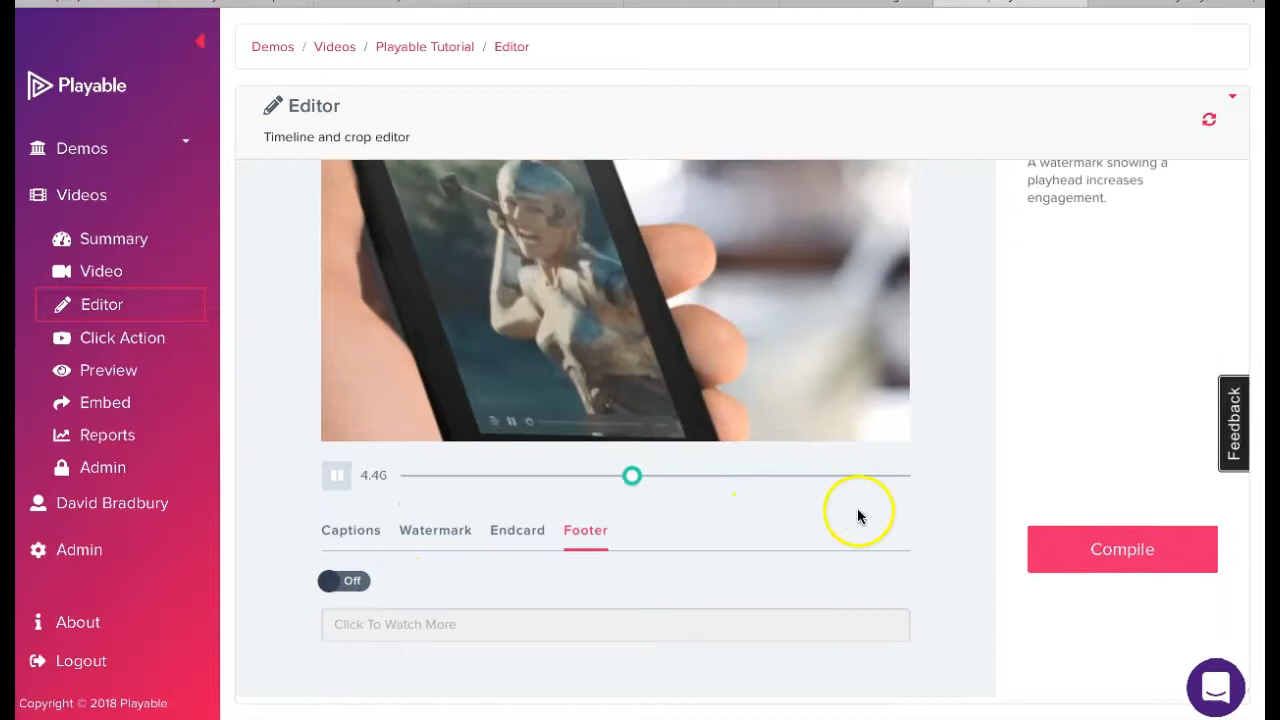 Demos / Videos / Playable Tutorial / Editor
Playable
Editor
Timeline and crop editor
Demos
Videos
Summary
Video
Editor
Click Action
Preview
Embed
Reports
Admin
David Bradbury
Admin
About
Logout
Copyright © 2018 Playable
A watermark showing a
playhead increases
engagement.
4.46
Captions Watermark Endcard Footer
Off
Click To Watch More
Compile
Feedback